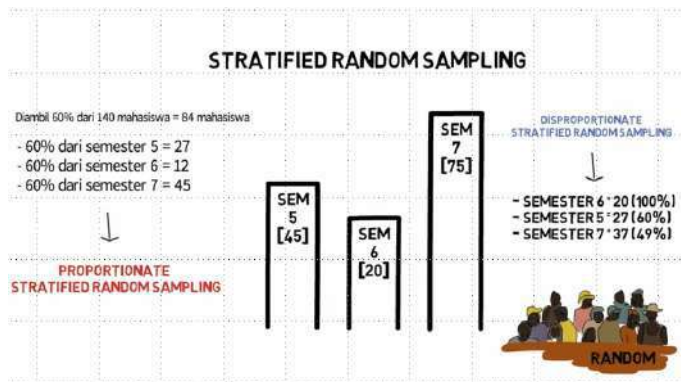 STRATIFIED RANDOM SAMPLING
Diambil 60% dari 140 mahasiswa = 84 mahasiswa
- 60% dari semester 5 = 27
- 60% dari semester 6 = 12
- 60% dari semester 7 = 45
PROPORTIONATE
STRATIFIED RANDOM SAMPLING
SEM
5
[45]
SEM
6
[20]
SEM
7
[75]
DISPROPORTIONATE
STRATIFIED RANDOM SAMPLING
- SEMESTER 6 = 20 (100%)
- SEMESTER 5 = 27 (60%)
- SEMESTER 7 = 37 (49%)
RANDOM